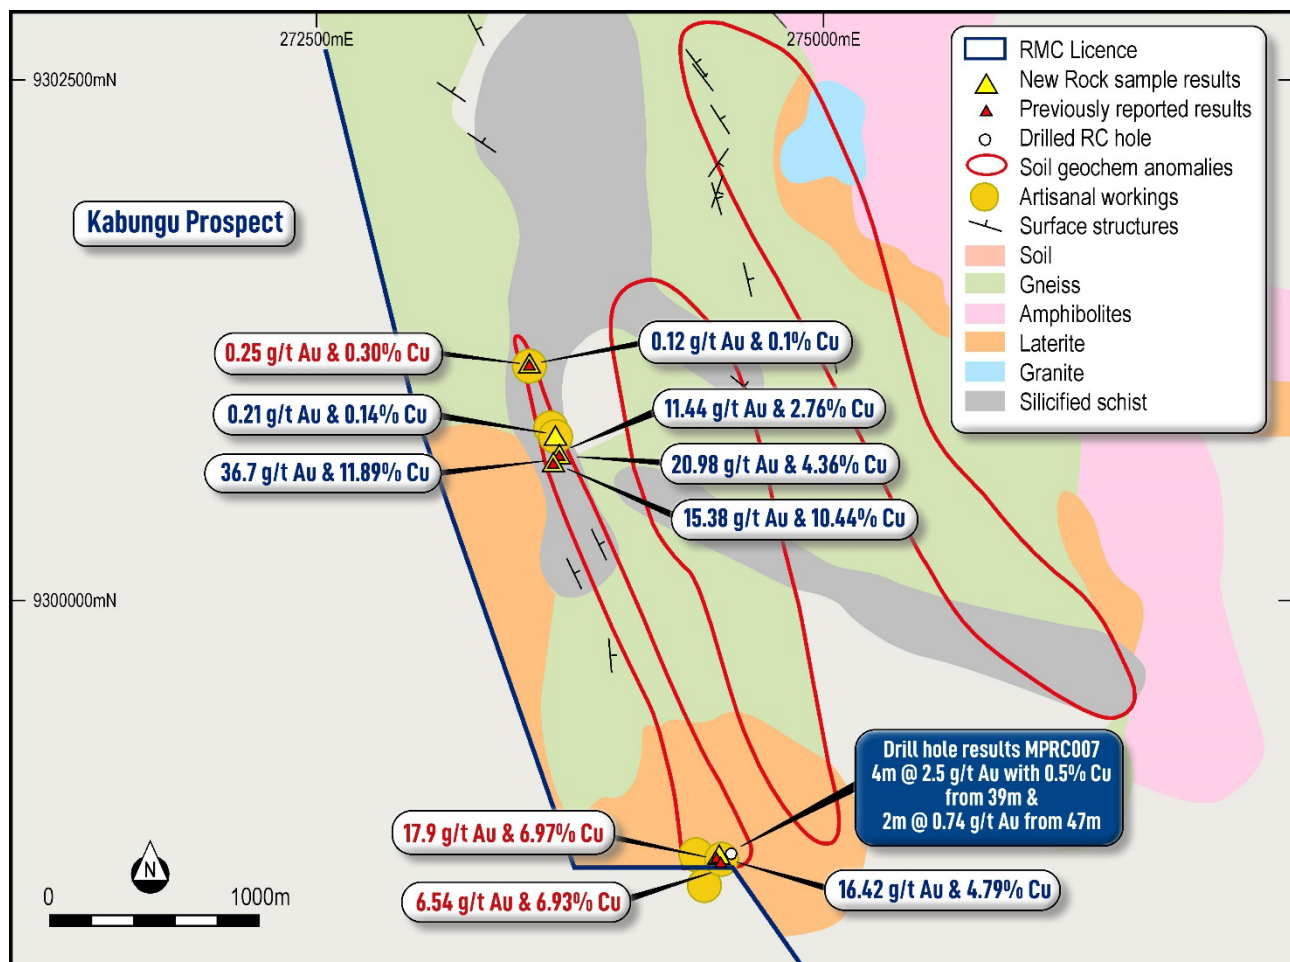 272500mE
275000mE
9302500mN
9300000mN
Kabungu Prospect
RMC Licence
New Rock sample results
Previously reported results
Drilled RC hole
Soil geochem anomalies
Artisanal workings
Surface structures
Soil
Gneiss
Amphibolites
Laterite
Granite
Silicified schist
0.25 g/t Au & 0.30% Cu
0.12 g/t Au & 0.1% Cu
0.21 g/t Au & 0.14% Cu
11.44 g/t Au & 2.76% Cu
36.7 g/t Au & 11.89% Cu
20.98 g/t Au & 4.36% Cu
15.38 g/t Au & 10.44% Cu
Drill hole results MPRC007
4m @ 2.5 g/t Au with 0.5% Cu
from 39m &
2m @ 0.74 g/t Au from 47m
17.9 g/t Au & 6.97% Cu
16.42 g/t Au & 4.79% Cu
6.54 g/t Au & 6.93% Cu
N
0
1000m